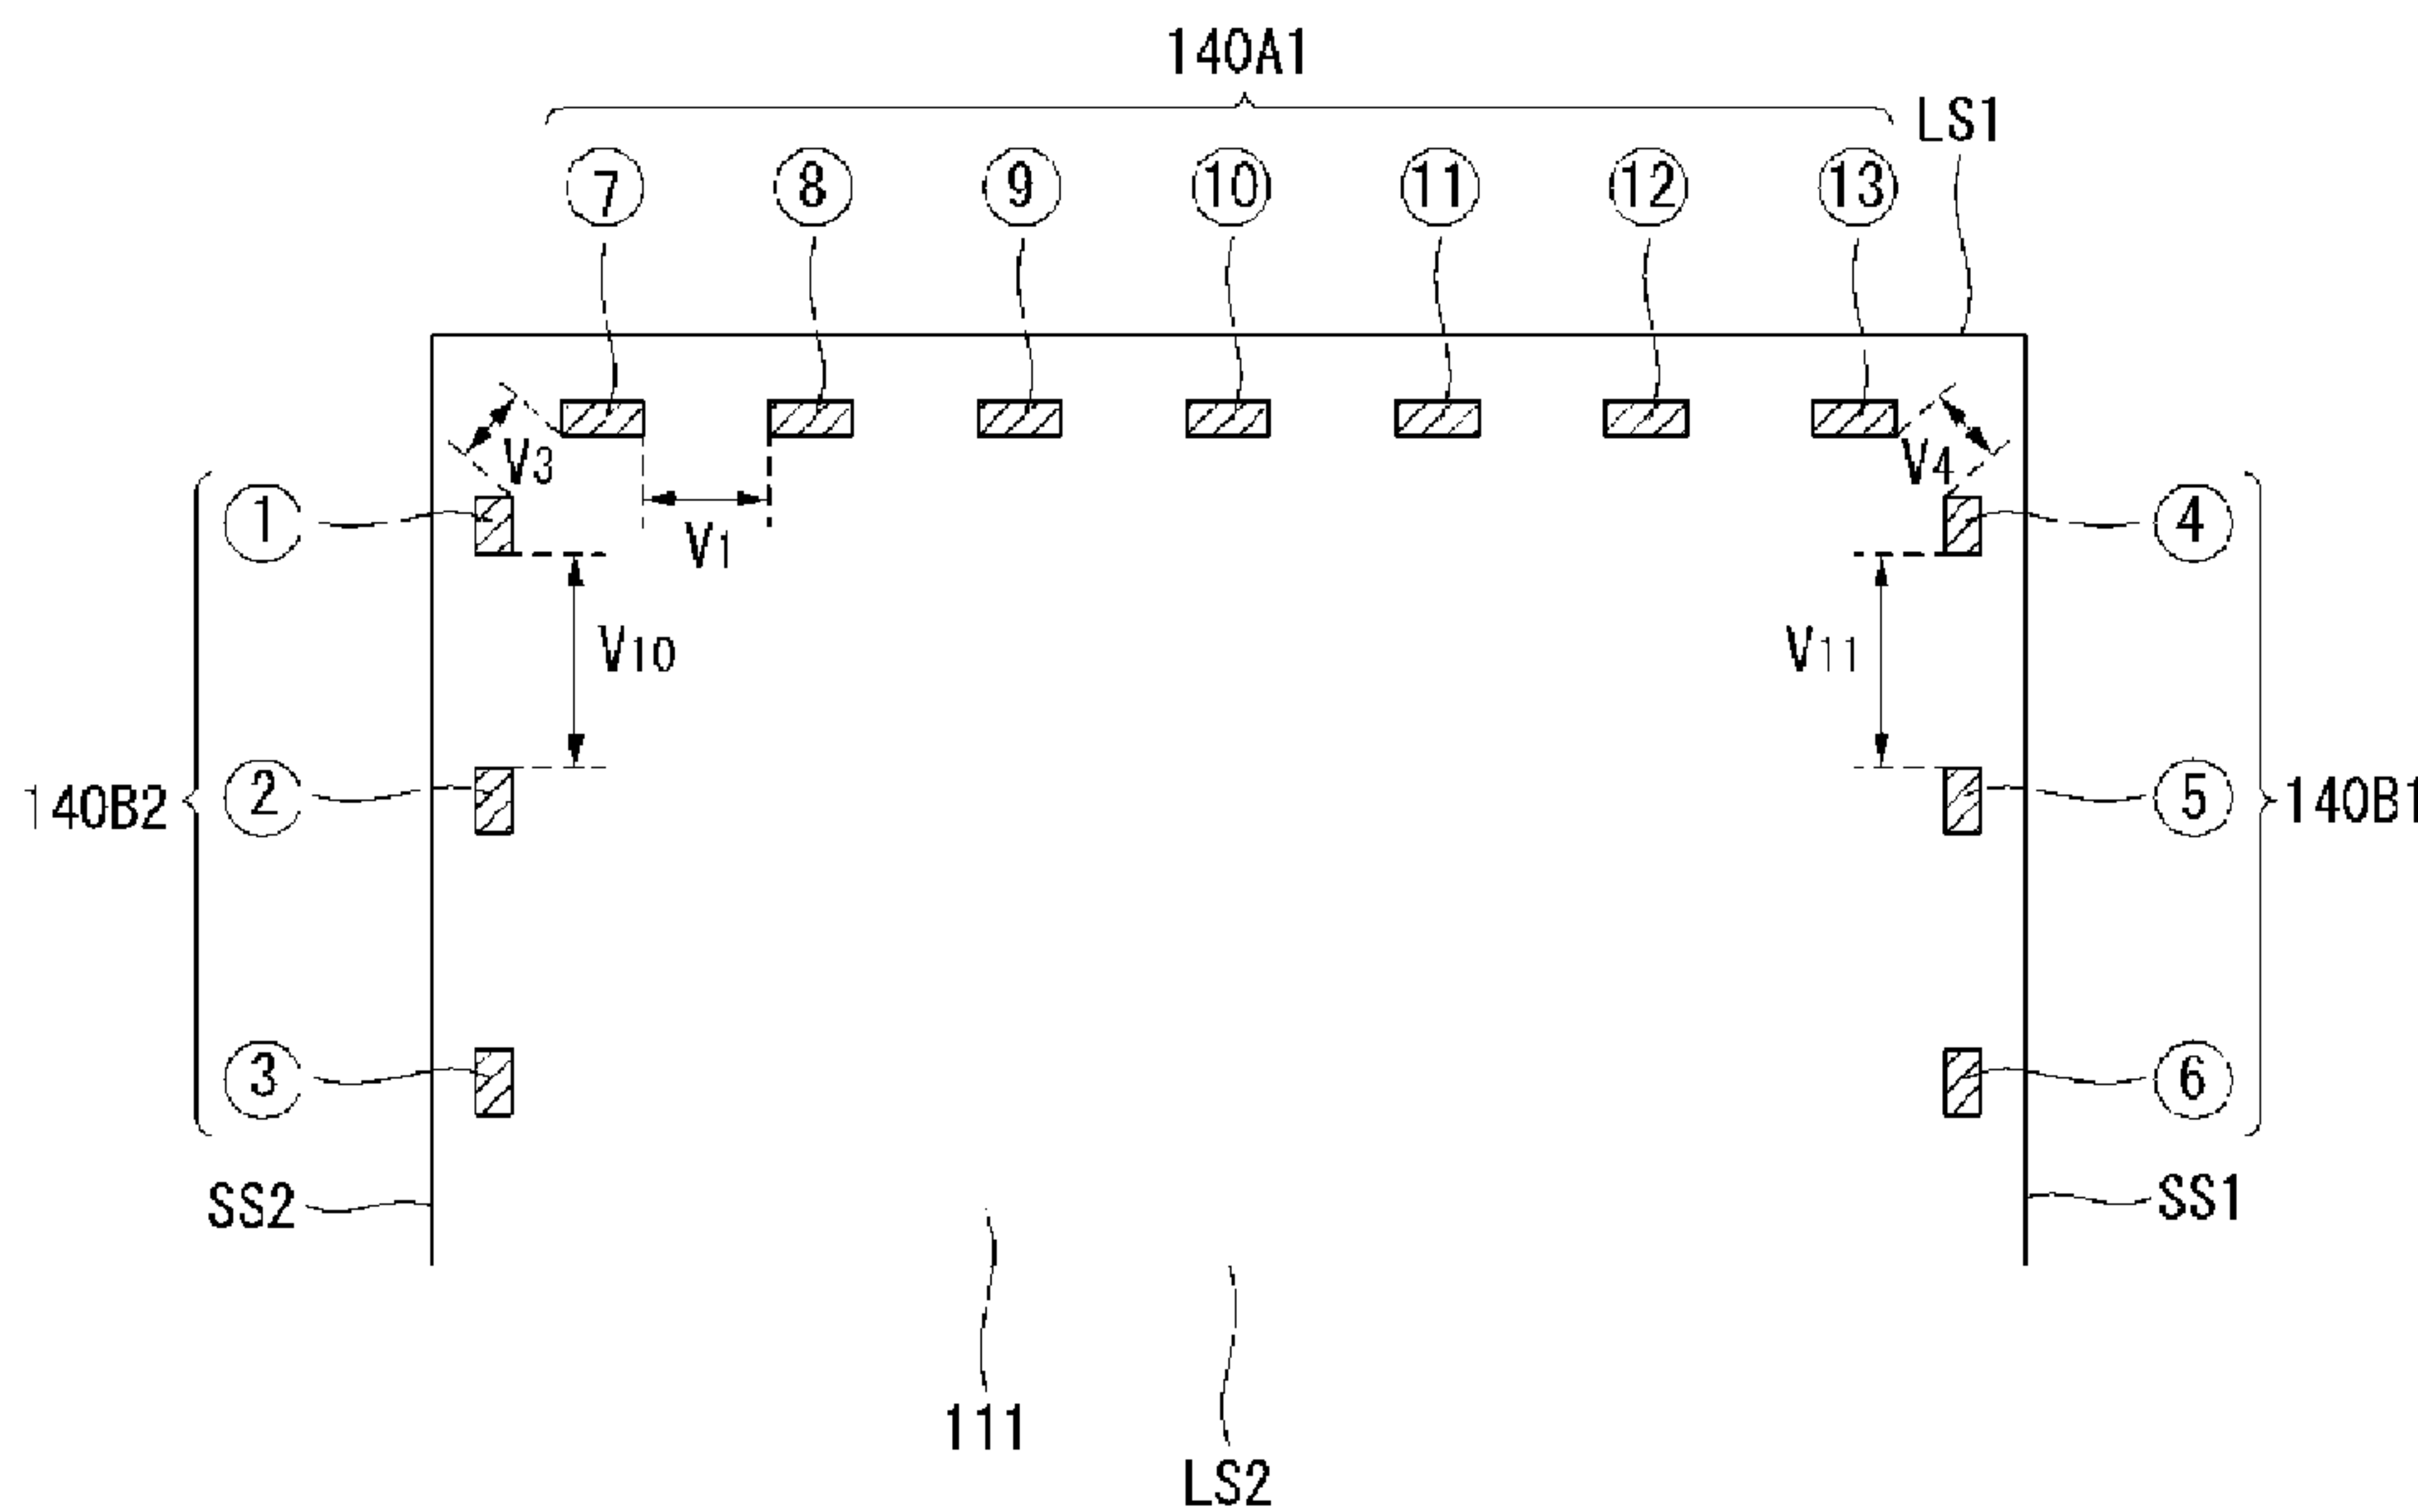 140A1
LS1
⑦ ⑧ ⑨ ⑩ ⑪ ⑫ ⑬
V3 V4
① V1 ④
V10 V11
140B2 ② ⑤ 140B1
③ ⑥
SS2 SS1
111
LS2